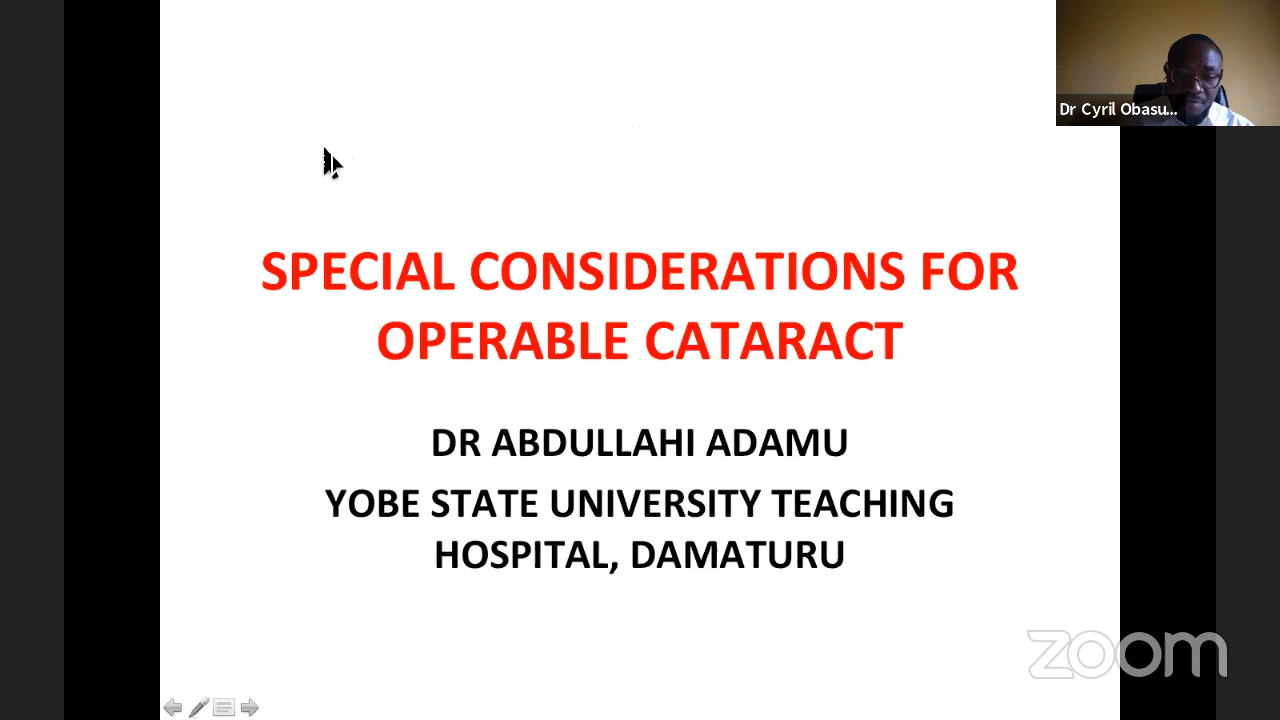 Dr Cyril Obasu...
SPECIAL CONSIDERATIONS FOR
OPERABLE CATARACT
DR ABDULLAHI ADAMU
YOBE STATE UNIVERSITY TEACHING
HOSPITAL, DAMATURU
zoom